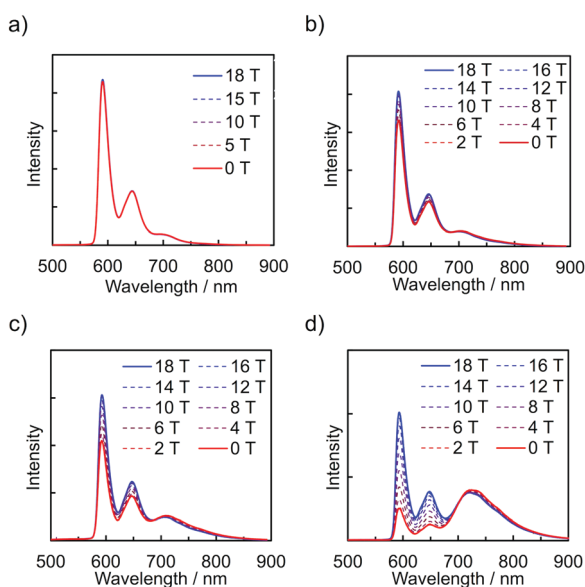 a)
18 T
15 T
10 T
5 T
0 T
Intensity
500 600 700 800 900
Wavelength / nm
b)
18 T 16 T
14 T 12 T
10 T 8 T
6 T 4 T
2 T 0 T
Intensity
500 600 700 800 900
Wavelength / nm
c)
18 T 16 T
14 T 12 T
10 T 8 T
6 T 4 T
2 T 0 T
Intensity
500 600 700 800 900
Wavelength / nm
d)
18 T 16 T
14 T 12 T
10 T 8 T
6 T 4 T
2 T 0 T
Intensity
500 600 700 800 900
Wavelength / nm